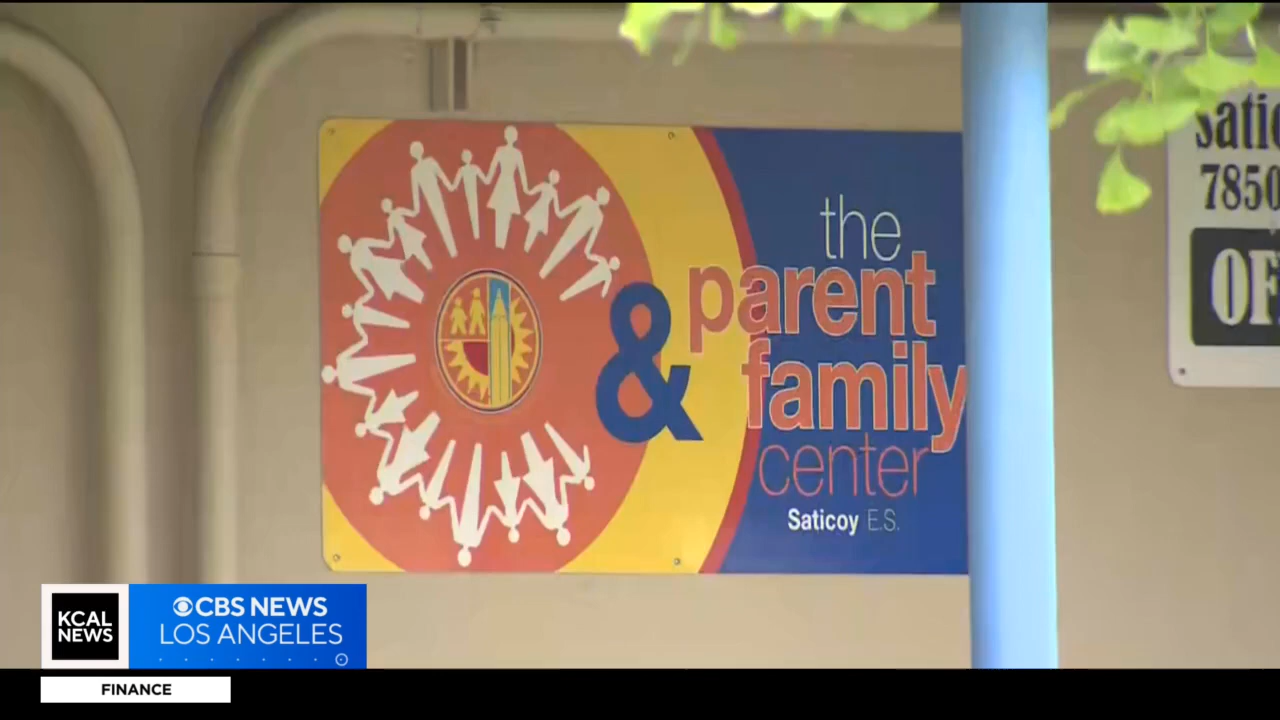 the
parent
& family
center
Saticoy E.S.
7850
KCAL
NEWS
CBS NEWS
LOS ANGELES
FINANCE